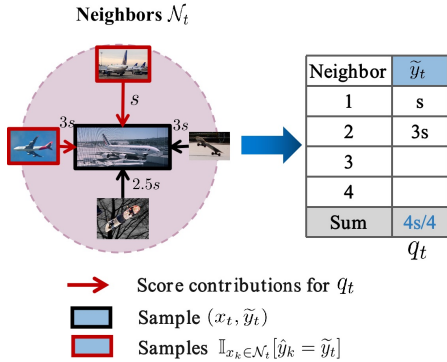 Neighbors 𝒩_t
s
3s
3s
2.5s
Neighbor ỹ_t
1 s
2 3s
3
4
Sum 4s/4
q_t
Score contributions for q_t
Sample (x_t, ỹ_t)
Samples 𝕀_{x_k∈𝒩_t}[ŷ_k = ỹ_t]